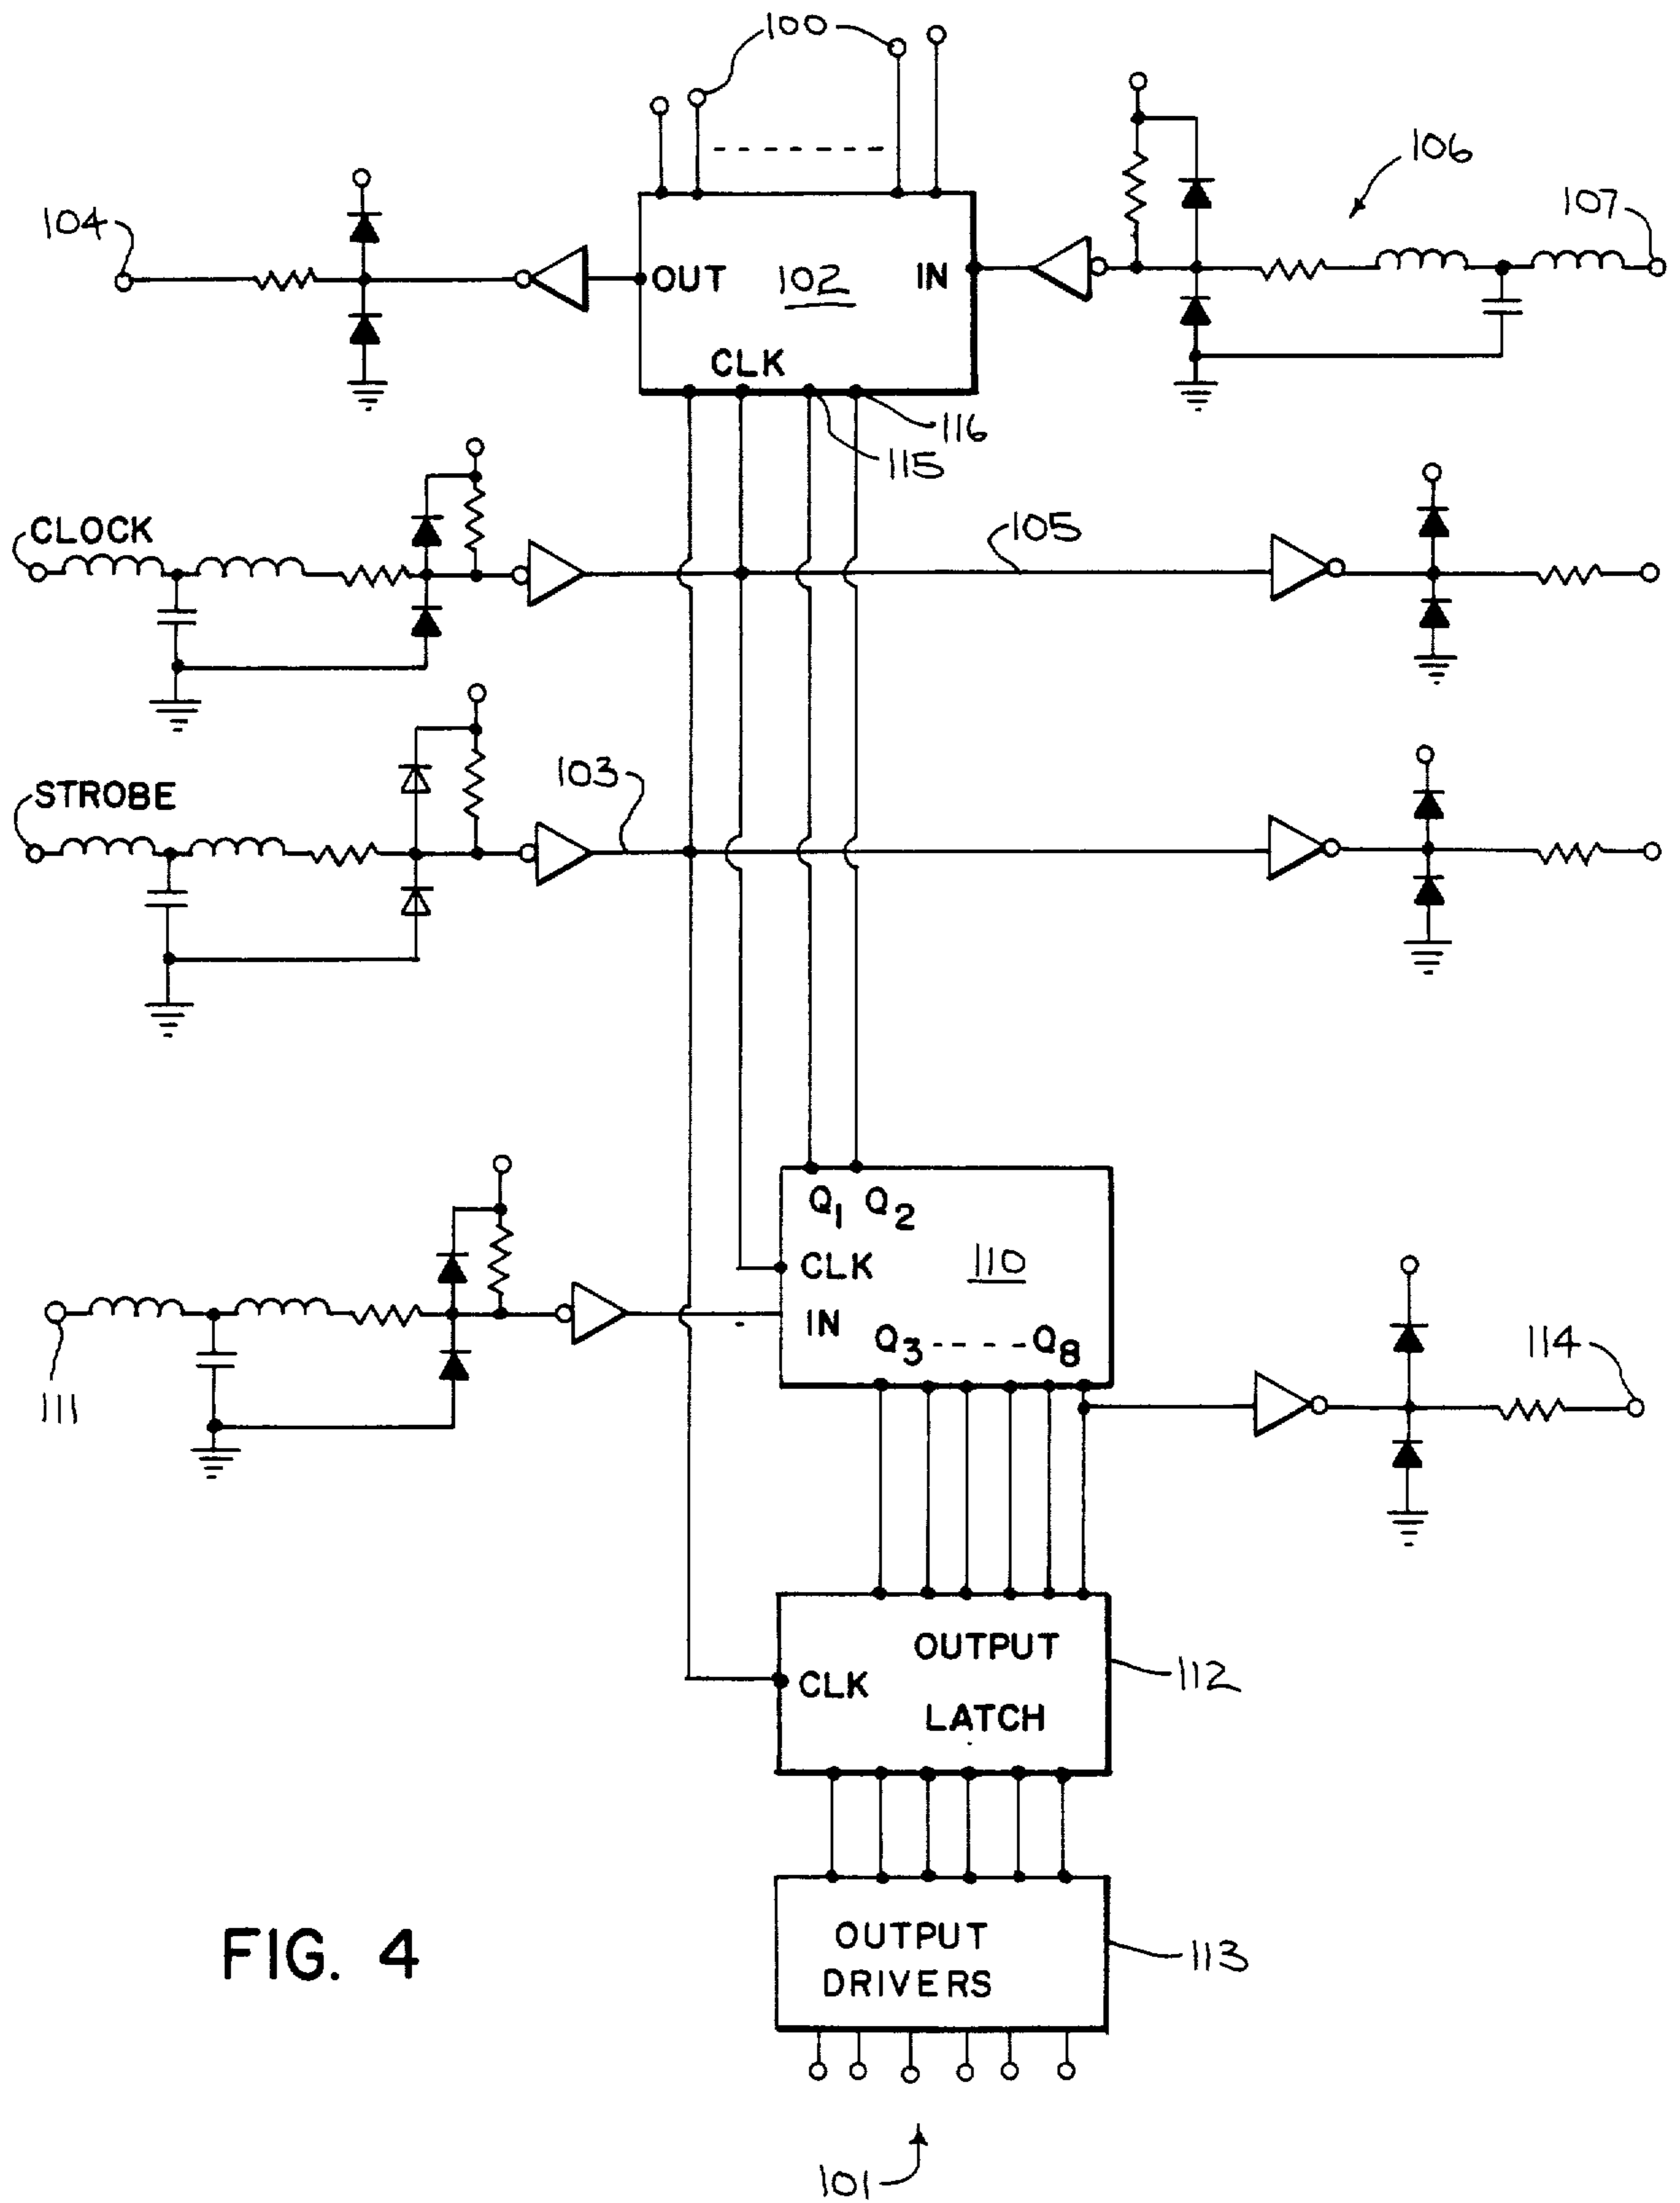 100
106
104
107
OUT
102
IN
CLK
116
115
CLOCK
105
103
STROBE
Q1 Q2
110
CLK
IN
Q3 - - - - - Q8
114
111
OUTPUT
CLK
112
LATCH
OUTPUT
113
DRIVERS
FIG. 4
101